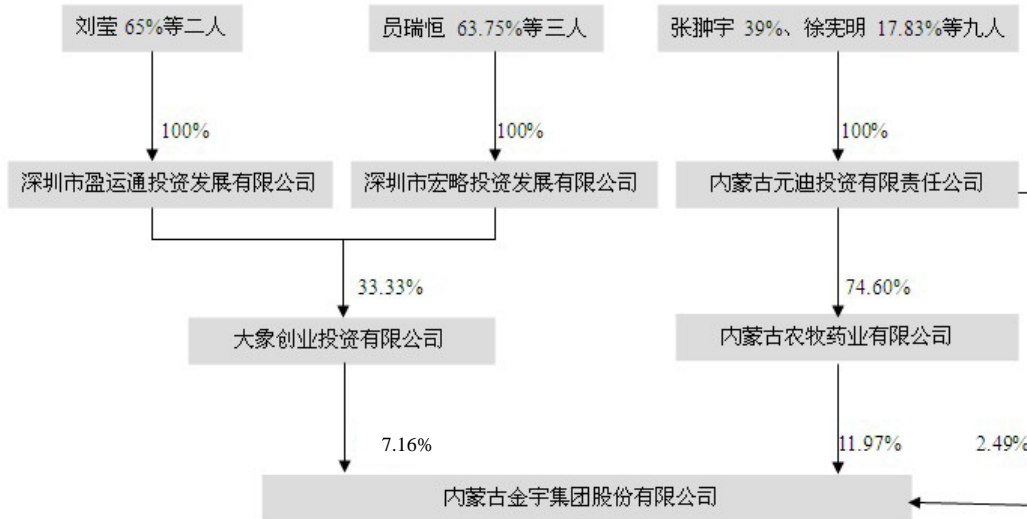 刘莹 65%等二人
员瑞恒 63.75%等三人
张翀宇 39%、徐宪明 17.83%等九人
100%
100%
100%
深圳市盈运通投资发展有限公司
深圳市宏略投资发展有限公司
内蒙古元迪投资有限责任公司
33.33%
74.60%
大象创业投资有限公司
内蒙古农牧药业有限公司
7.16%
11.97%
2.49%
内蒙古金宇集团股份有限公司